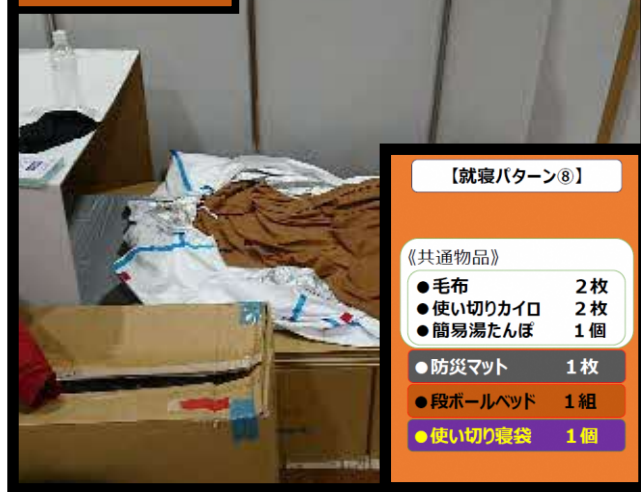 【就寝パターン⑧】
《共通物品》
●毛布 2枚
●使い切りカイロ 2枚
●簡易湯たんぽ 1個
●防災マット 1枚
●段ボールベッド 1組
●使い切り寝袋 1個